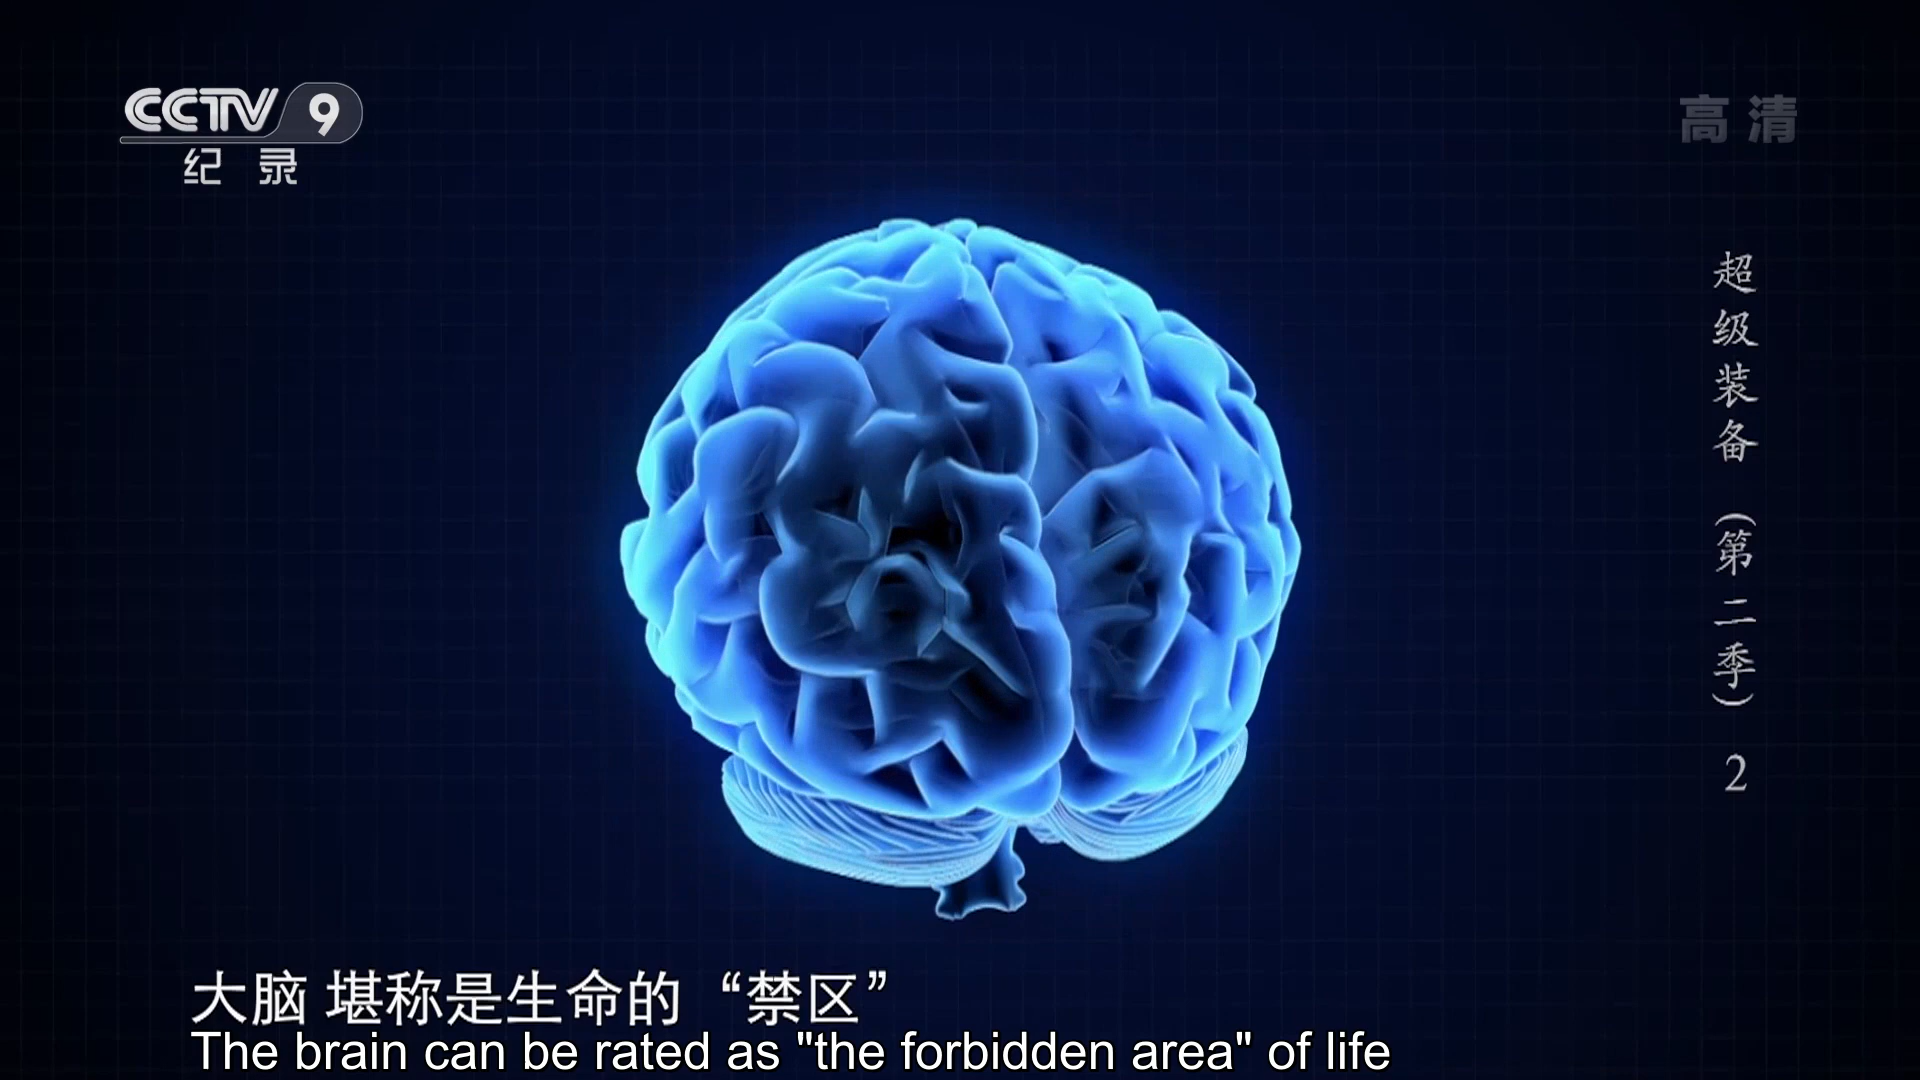 CCTV 9
纪 录
高 清
超级装备（第二季） 2
大脑 堪称是生命的“禁区”
The brain can be rated as "the forbidden area" of life